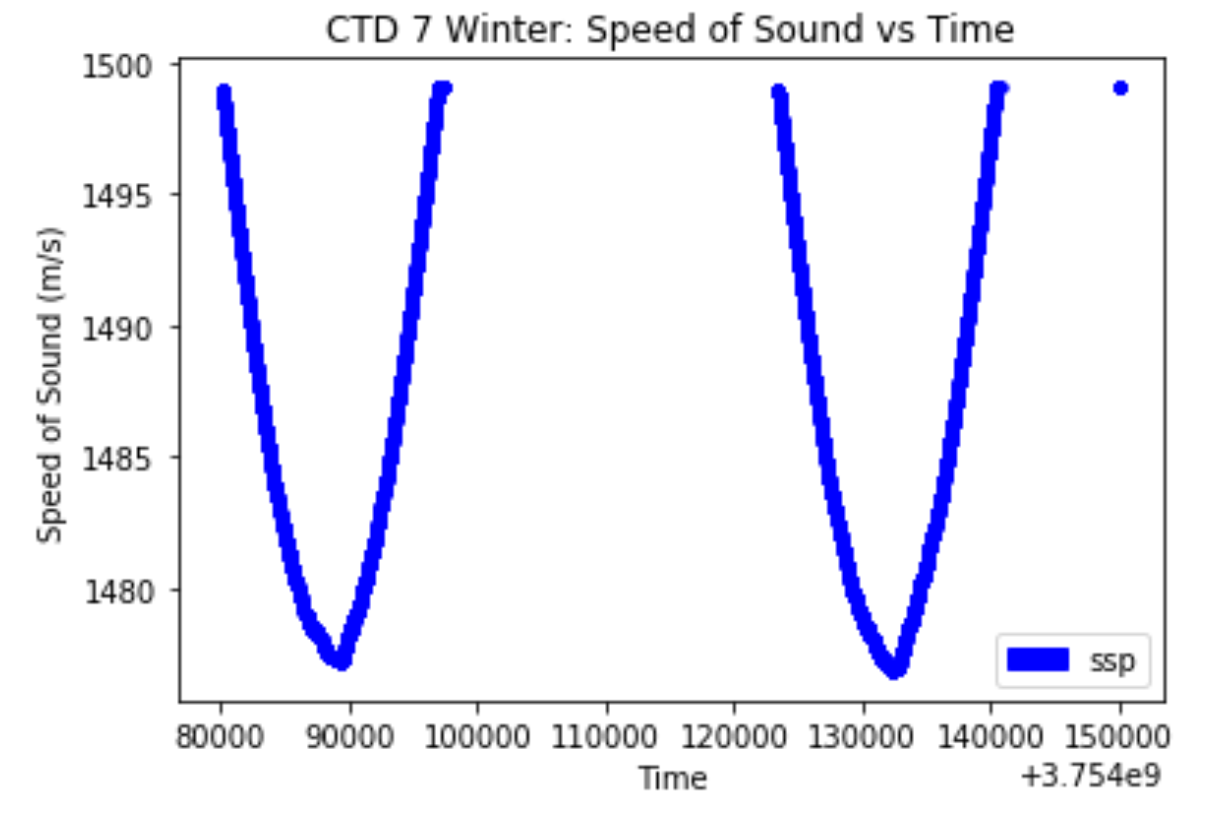 CTD 7 Winter: Speed of Sound vs Time
1500
1495
1490
1485
1480
Speed of Sound (m/s)
ssp
80000 90000 100000 110000 120000 130000 140000 150000
Time
+3.754e9